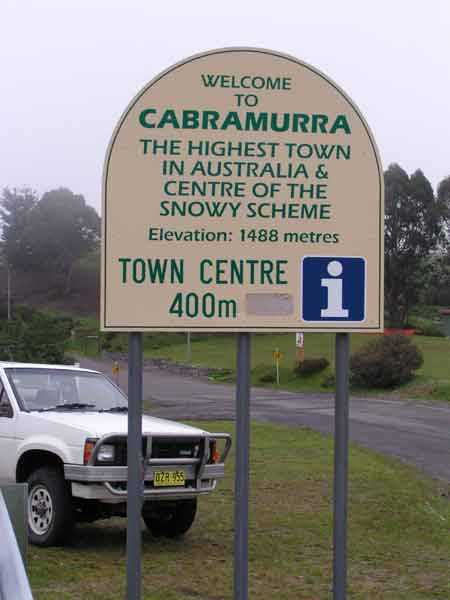 WELCOME
TO
CABRAMURRA
THE HIGHEST TOWN
IN AUSTRALIA &
CENTRE OF THE
SNOWY SCHEME
Elevation: 1488 metres
TOWN CENTRE
400m
i